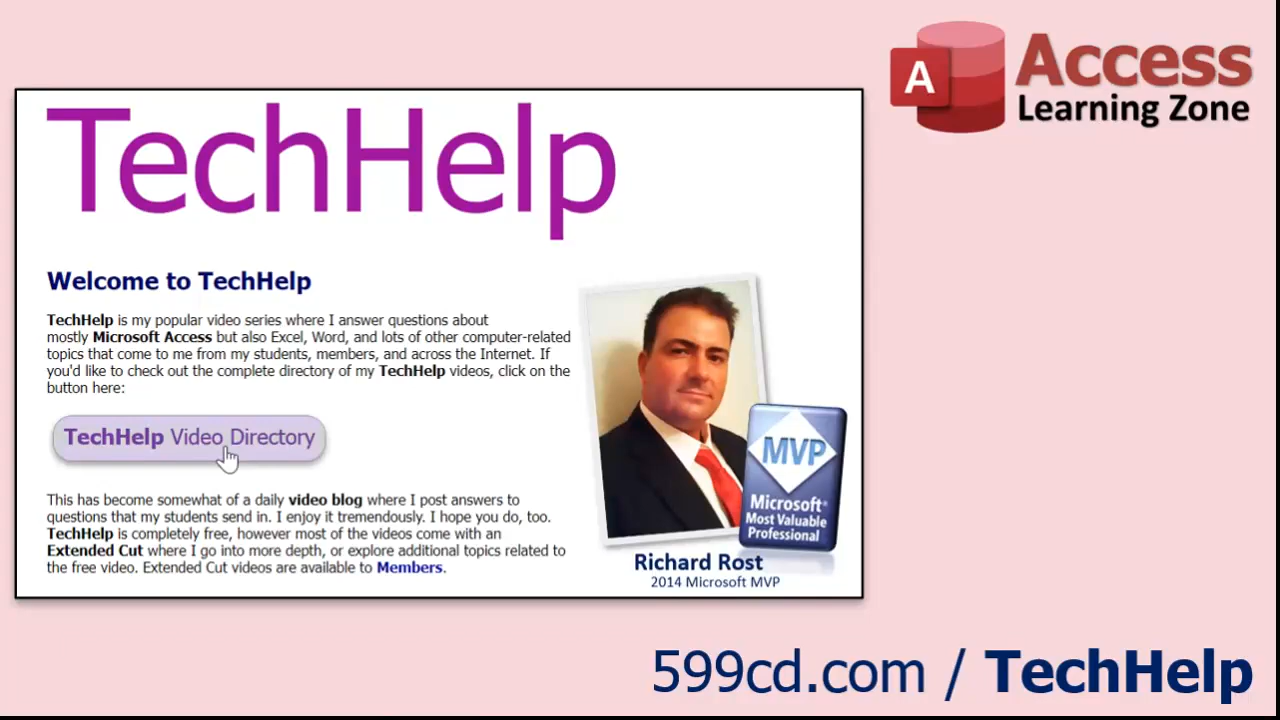 A
Access
Learning Zone
TechHelp
Welcome to TechHelp
TechHelp is my popular video series where I answer questions about
mostly Microsoft Access but also Excel, Word, and lots of other computer-related
topics that come to me from my students, members, and across the Internet. If
you'd like to check out the complete directory of my TechHelp videos, click on the
button here:
TechHelp Video Directory
This has become somewhat of a daily video blog where I post answers to
questions that my students send in. I enjoy it tremendously. I hope you do, too.
TechHelp is completely free, however most of the videos come with an
Extended Cut where I go into more depth, or explore additional topics related to
the free video. Extended Cut videos are available to Members.
MVP
Microsoft®
Most Valuable
Professional
Richard Rost
2014 Microsoft MVP
599cd.com / TechHelp